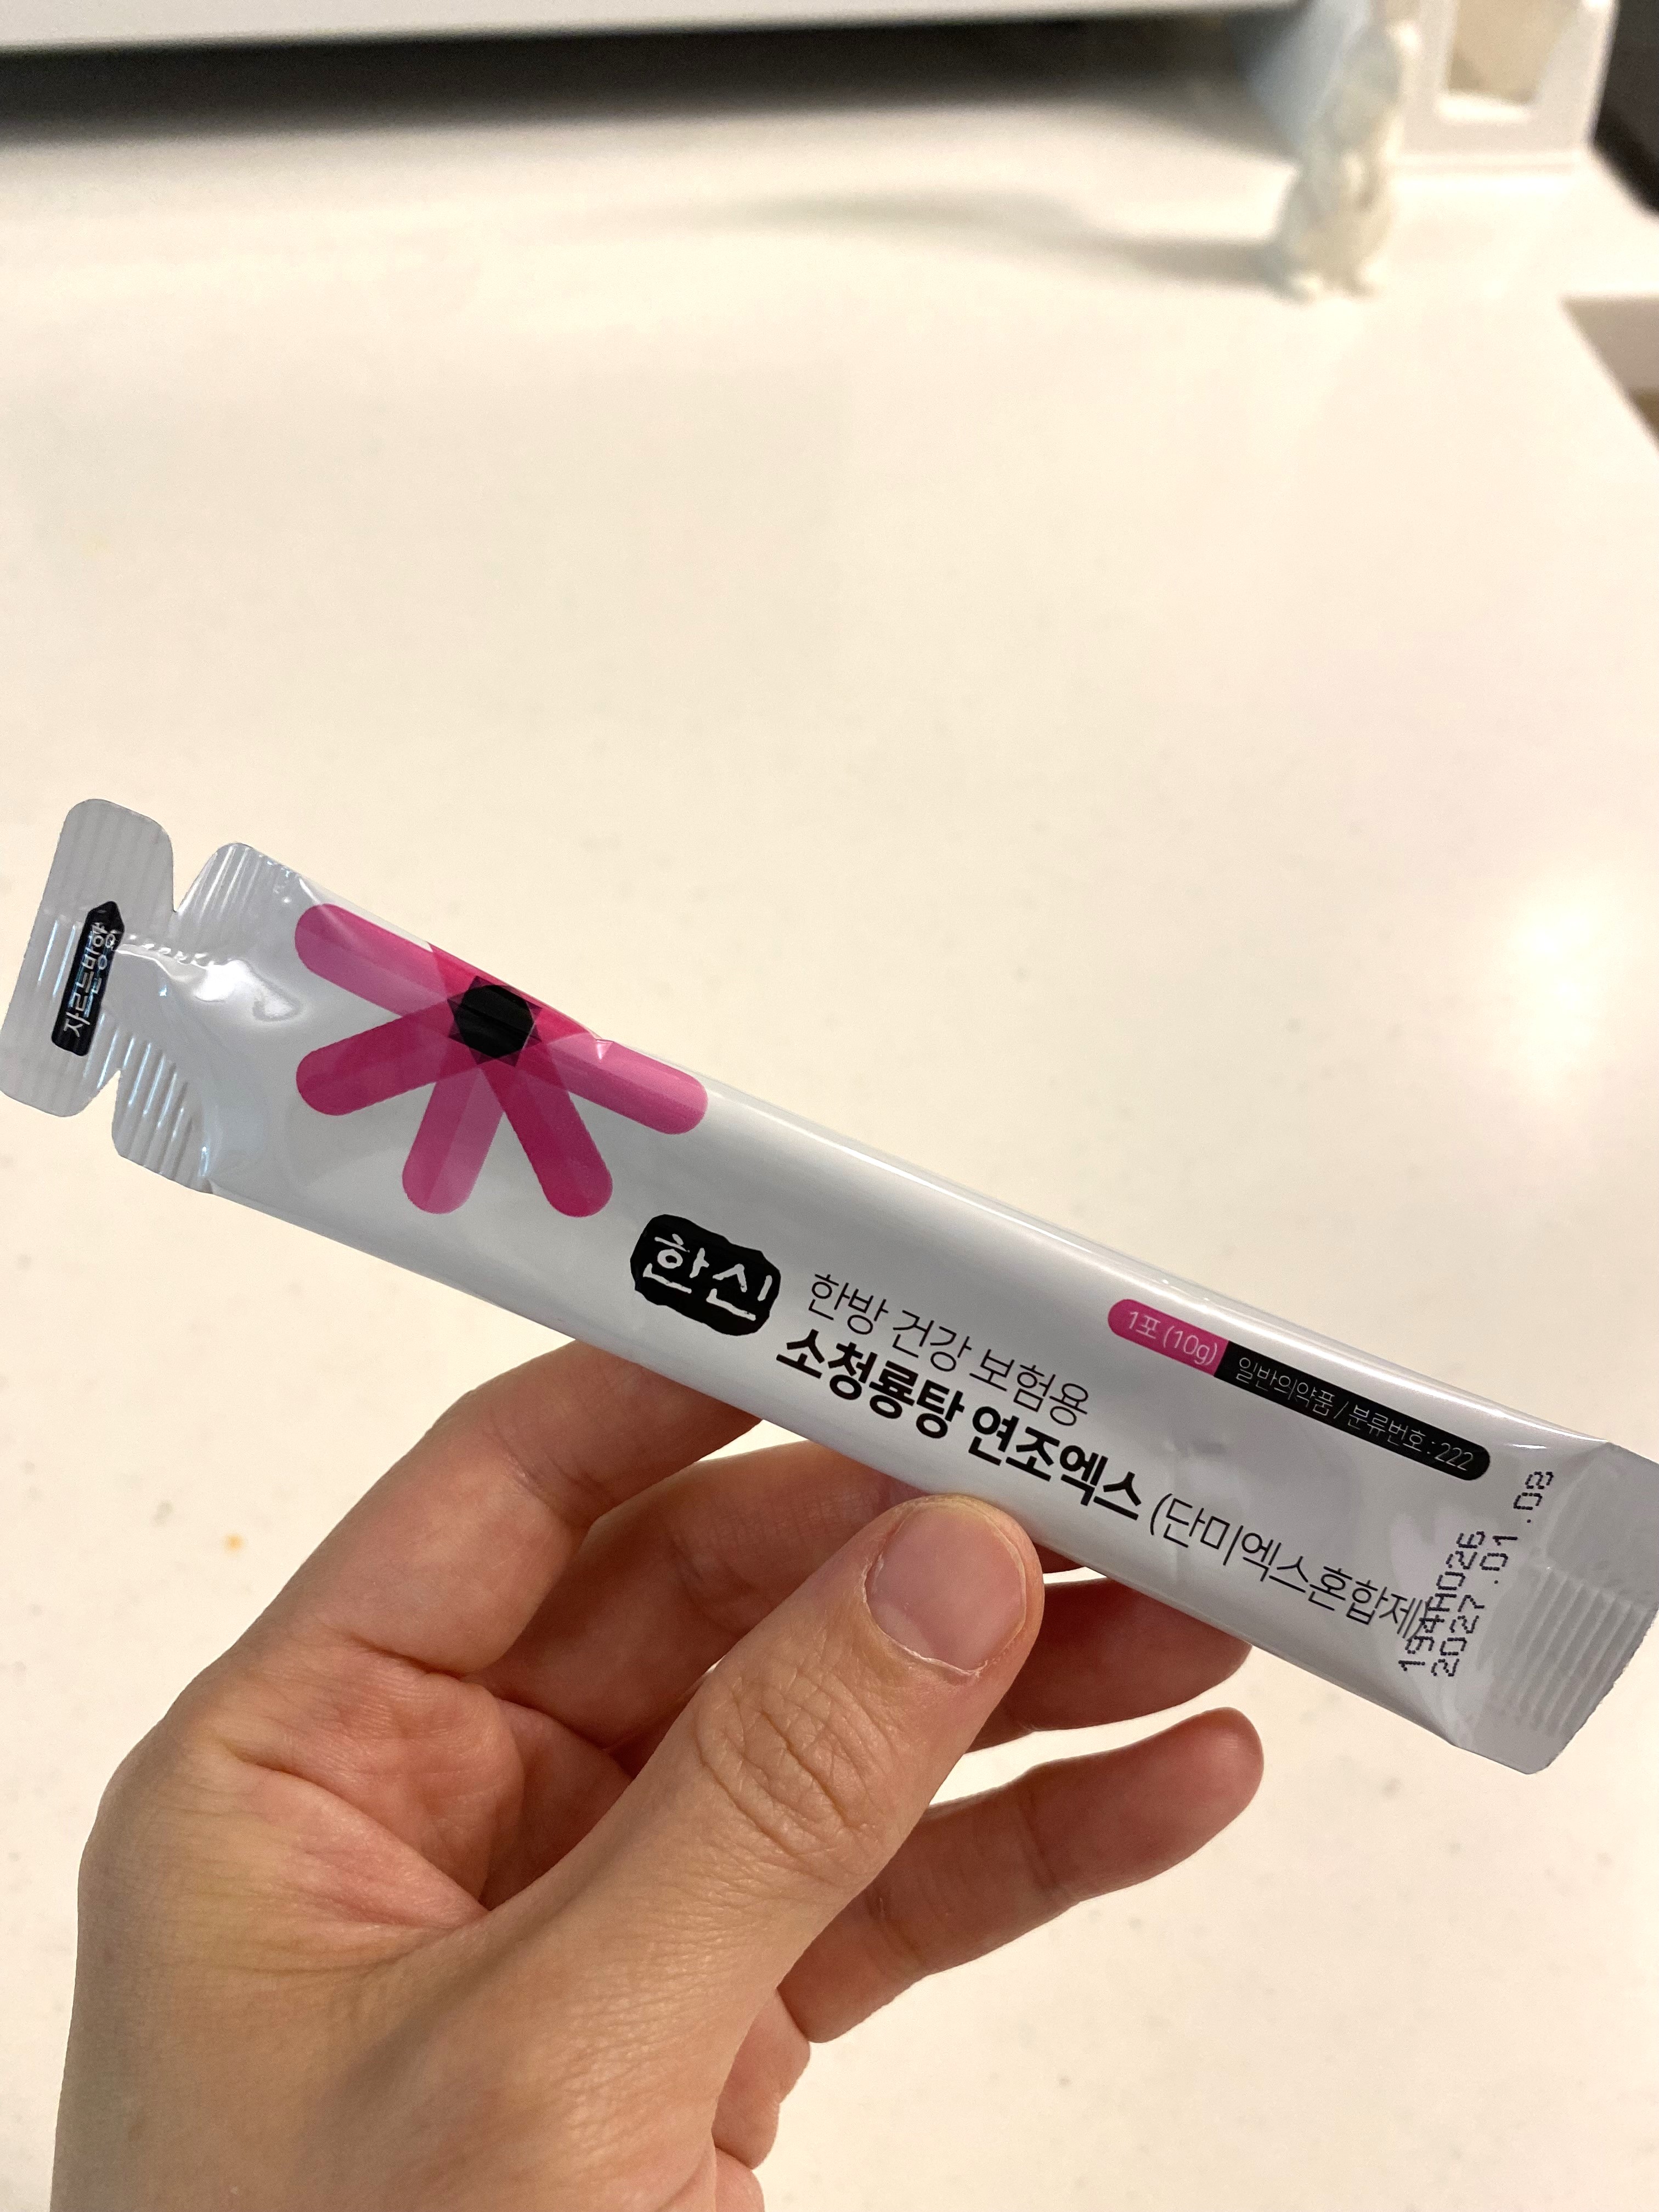 자르는방향
한신
한방 건강 보험용
소청룡탕 연조엑스 (단미엑스혼합제)
1포 (10g) 일반의약품 / 분류번호 : 222
194H026
2027 .01 .08